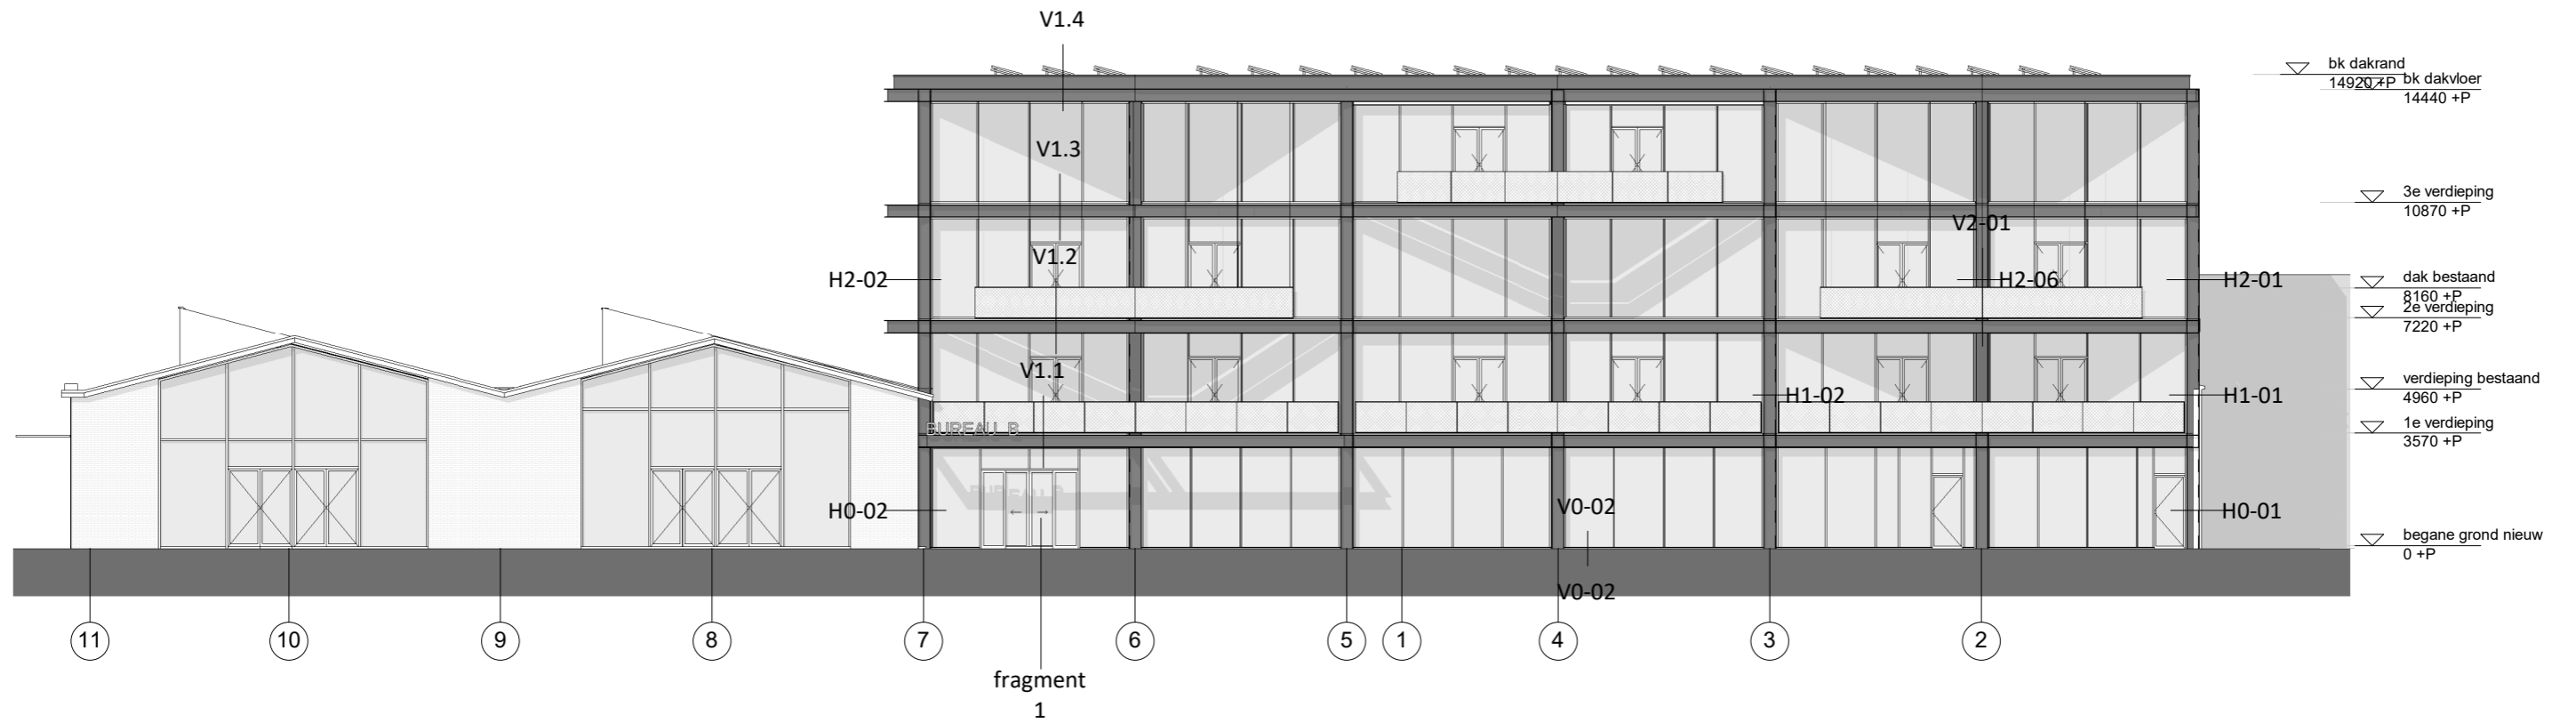 V1.4
bk dakrand
14920 +P
bk dakvloer
14440 +P
V1.3
3e verdieping
10870 +P
V2-01
V1.2
H2-02
H2-06
H2-01
dak bestaand
8160 +P
2e verdieping
7220 +P
V1.1
verdieping bestaand
4960 +P
H1-02
H1-01
1e verdieping
3570 +P
BUREAU B
BUREAU B
H0-02
V0-02
H0-01
begane grond nieuw
0 +P
V0-02
11
10
9
8
7
6
5
1
4
3
2
fragment
1